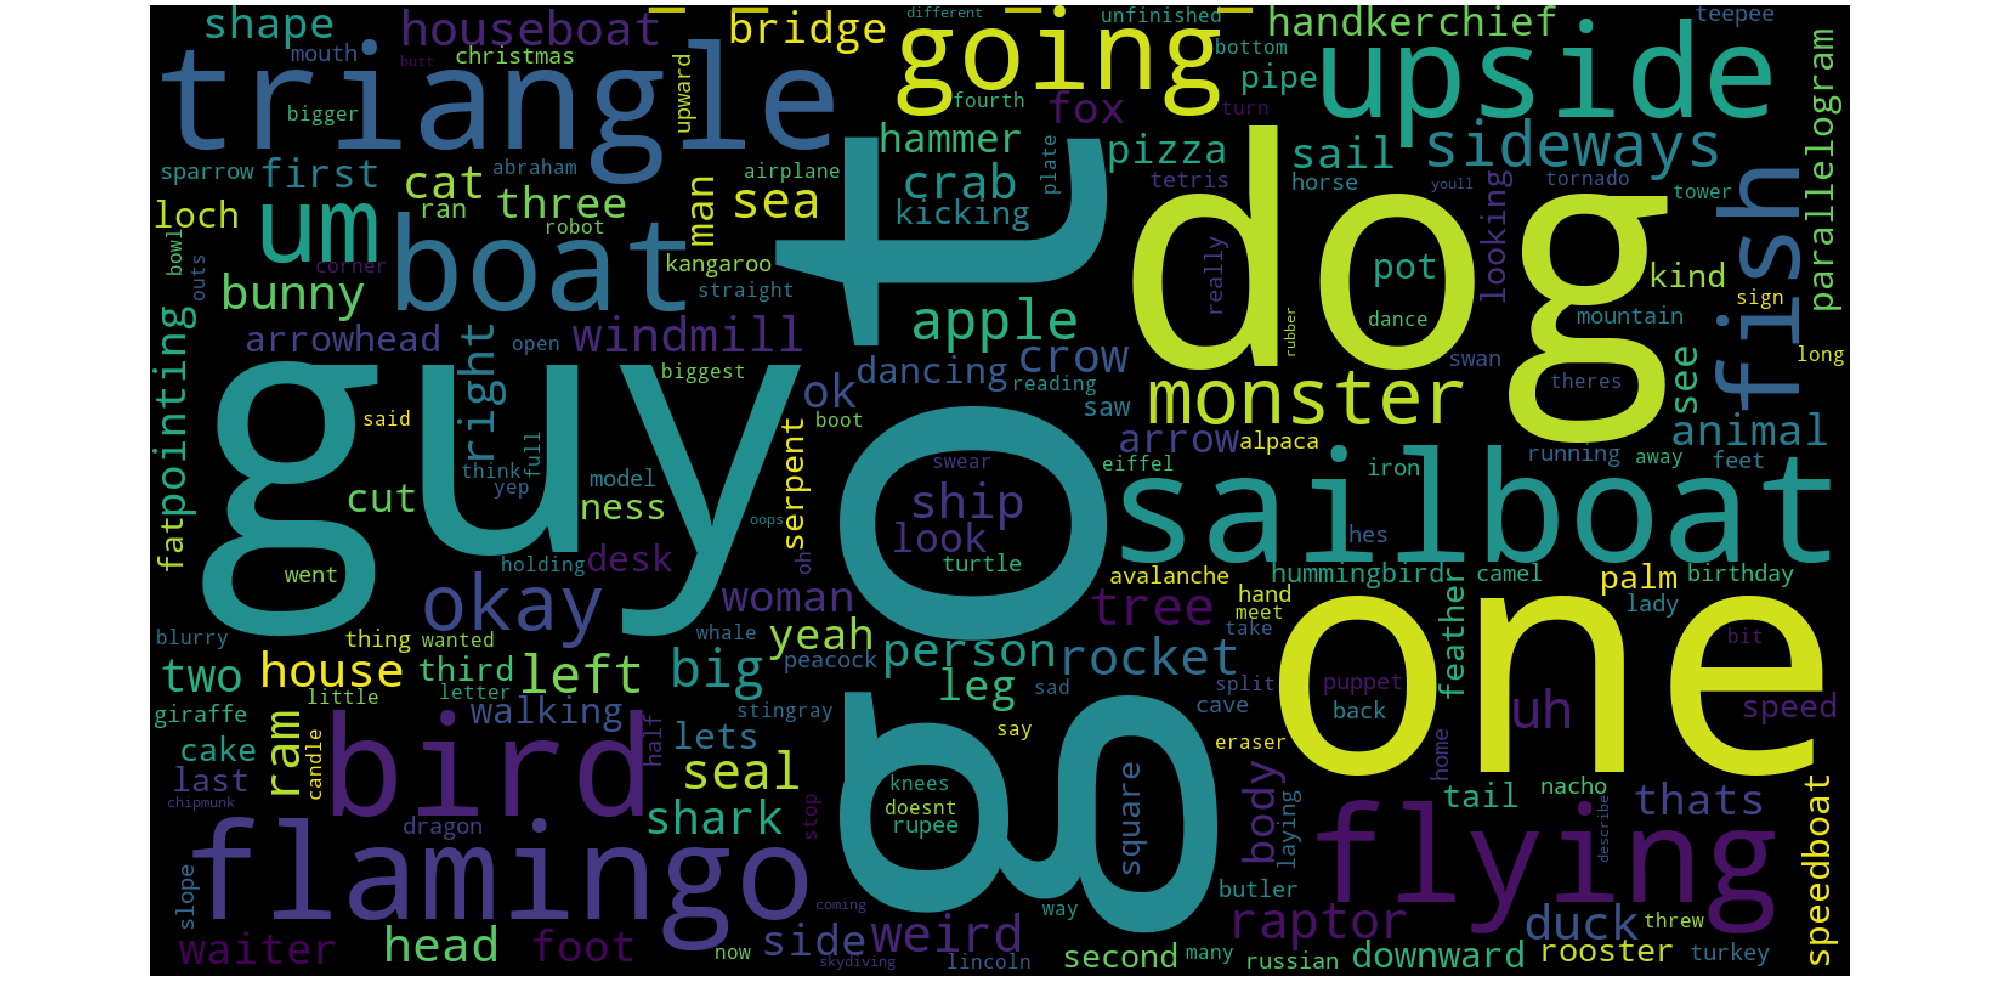 shape
houseboat
bridge
different
unfinished
handkerchief
teepee
mouth
butt
christmas
going
bottom
upside
triangle
upward
pipe
bigger
fourth
fox
turn
parallelogram
hammer
sideways
sparrow
first
abraham
airplane
plate
pizza
sail
cat
crab
tetris
horse
youll
tornado
tower
loch
um
ran
three
man
sea
kicking
looking
fish
robot
boat
got
dog
bowl
outs
corner
kangaroo
really
pot
kind
bunny
straight
sign
pointing
apple
rubber
dance
mountain
arrowhead
right
open
windmill
crow
swan
see
long
guy
biggest
ok
dancing
reading
theres
monster
said
boot
saw
full
serpent
arrow
alpaca
animal
think
model
swear
eiffel
iron
running
away
feet
cut
yep
ness
ship
sailboat
fat
oops
look
hes
went
holding
desk
oh
turtle
avalanche
hummingbird
camel
palm
birthday
okay
woman
tree
hand
meet
feather
lady
blurry
thing
wanted
whale
yeah
take
one
bit
two
house
third
left
big
peacock
person
rocket
little
letter
leg
sad
split
puppet
giraffe
walking
stingray
cave
back
uh
speed
cake
ram
candle
bird
half
lets
say
eraser
home
last
seal
knees
square
body
tail
nacho
thats
chipmunk
shark
stop
doesnt
laying
describe
speedboat
dragon
rupee
flying
flamingo
slope
coming
way
butler
waiter
head
foot
now
side
weird
raptor
duck
threw
skydiving
lincoln
second
many
russian
downward
rooster
turkey